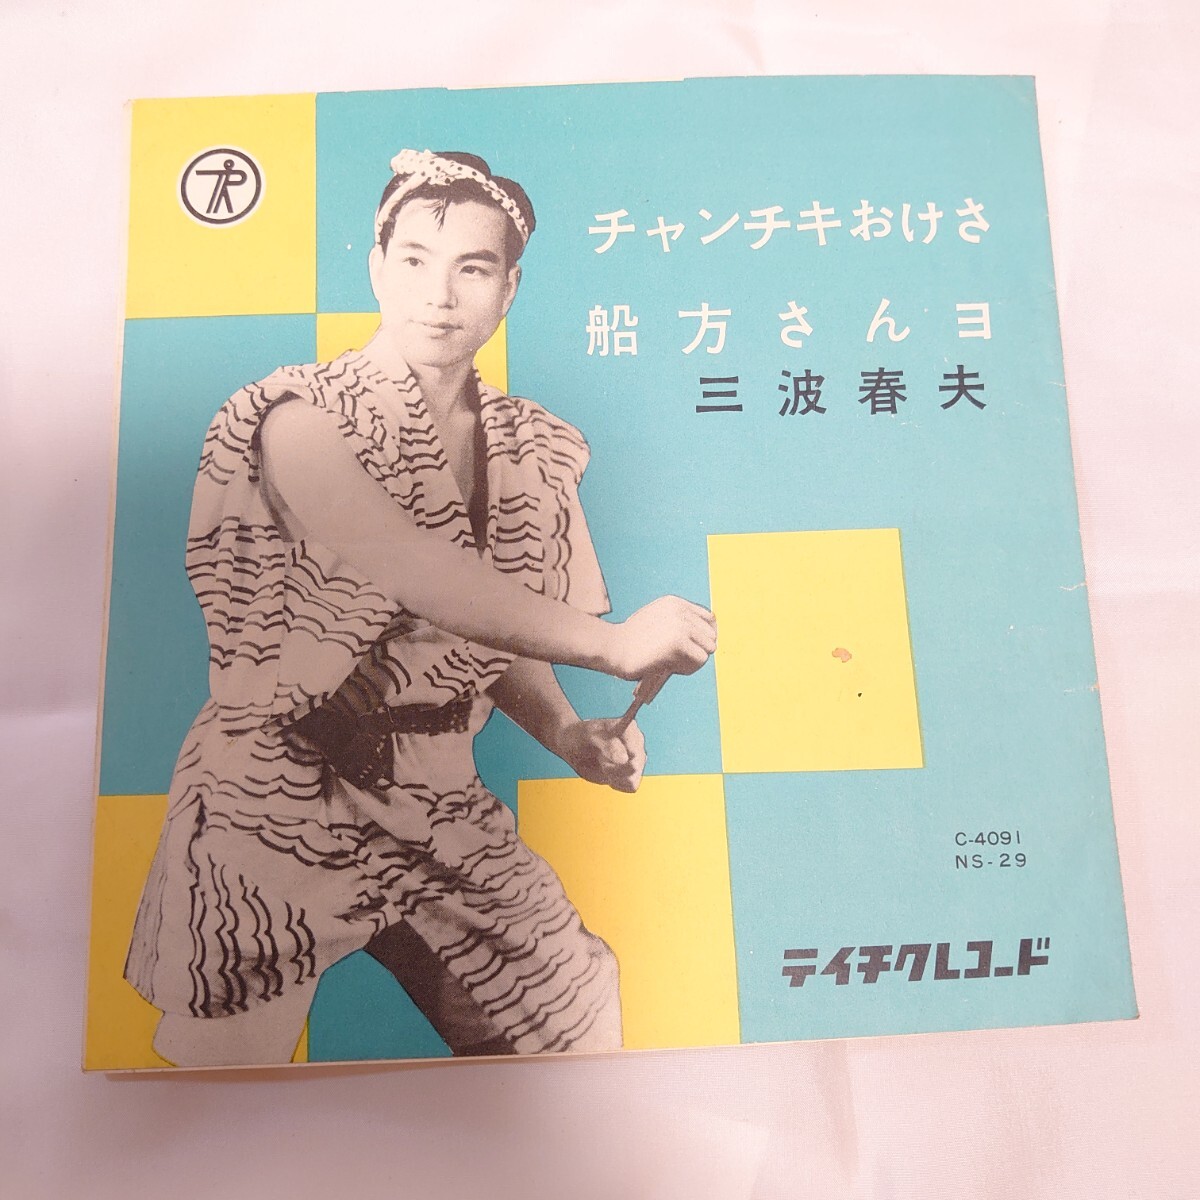 チャンチキおけさ
船方さんヨ
三波春夫
C-4091
NS-29
テイチクレコード